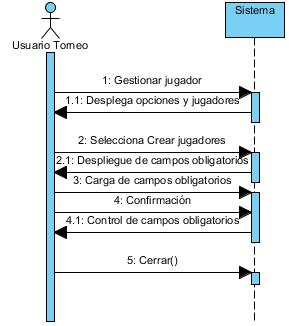 Sistema
Usuario Torneo
1: Gestionar jugador
1.1: Desplega opciones y jugadores
2: Selecciona Crear jugadores
2.1: Despliegue de campos obligatorios
3: Carga de campos obligatorios
4: Confirmación
4.1: Control de campos obligatorios
5: Cerrar()